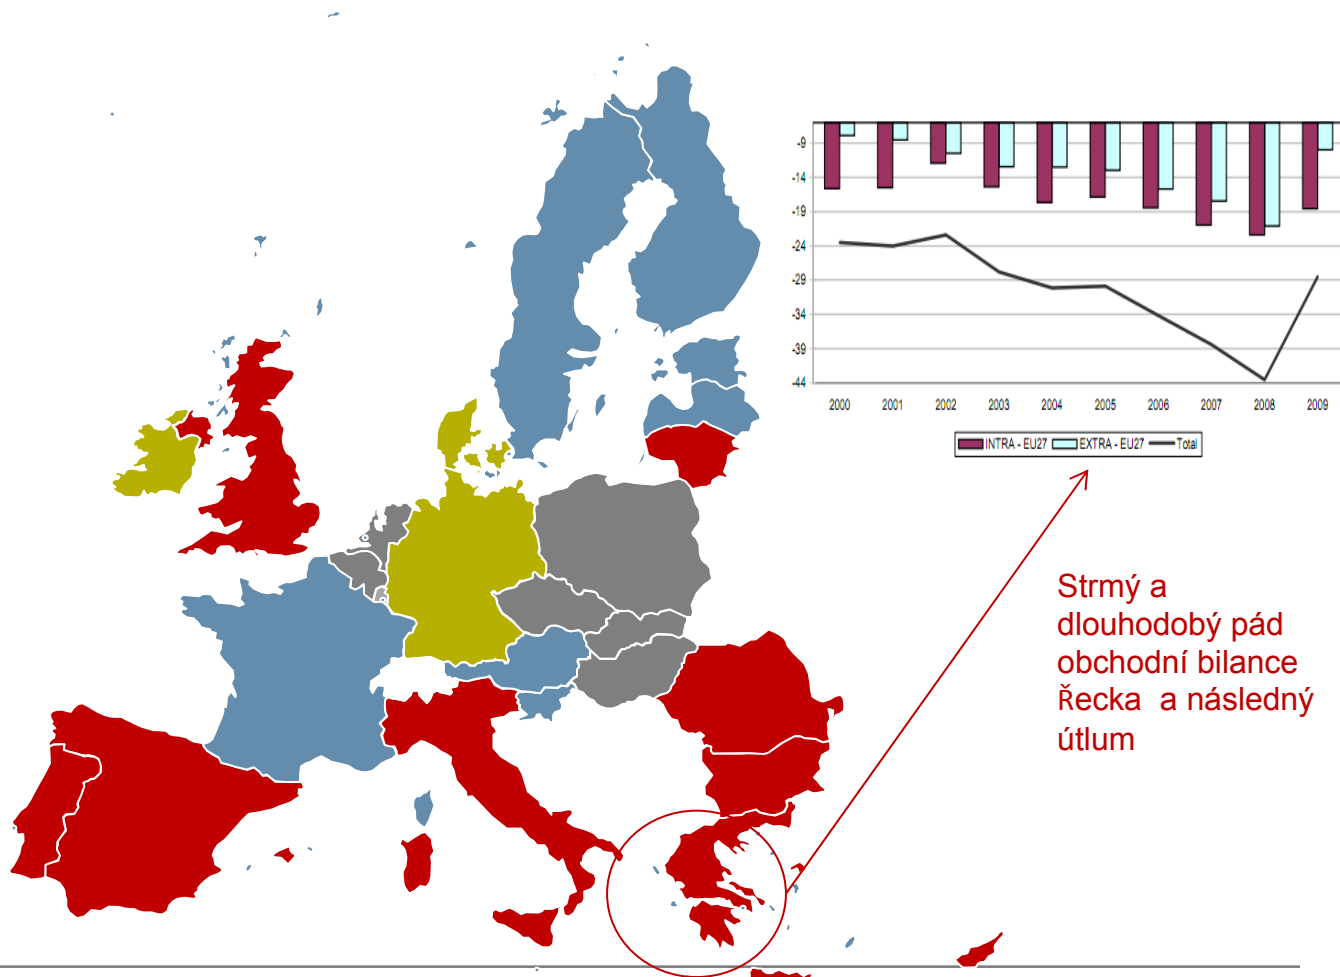 -9
-14
-19
-24
-29
-34
-39
-44
2000 2001 2002 2003 2004 2005 2006 2007 2008 2009
INTRA - EU27 EXTRA - EU27 Total
Strmý a
dlouhodobý pád
obchodní bilance
Řecka a následný
útlum